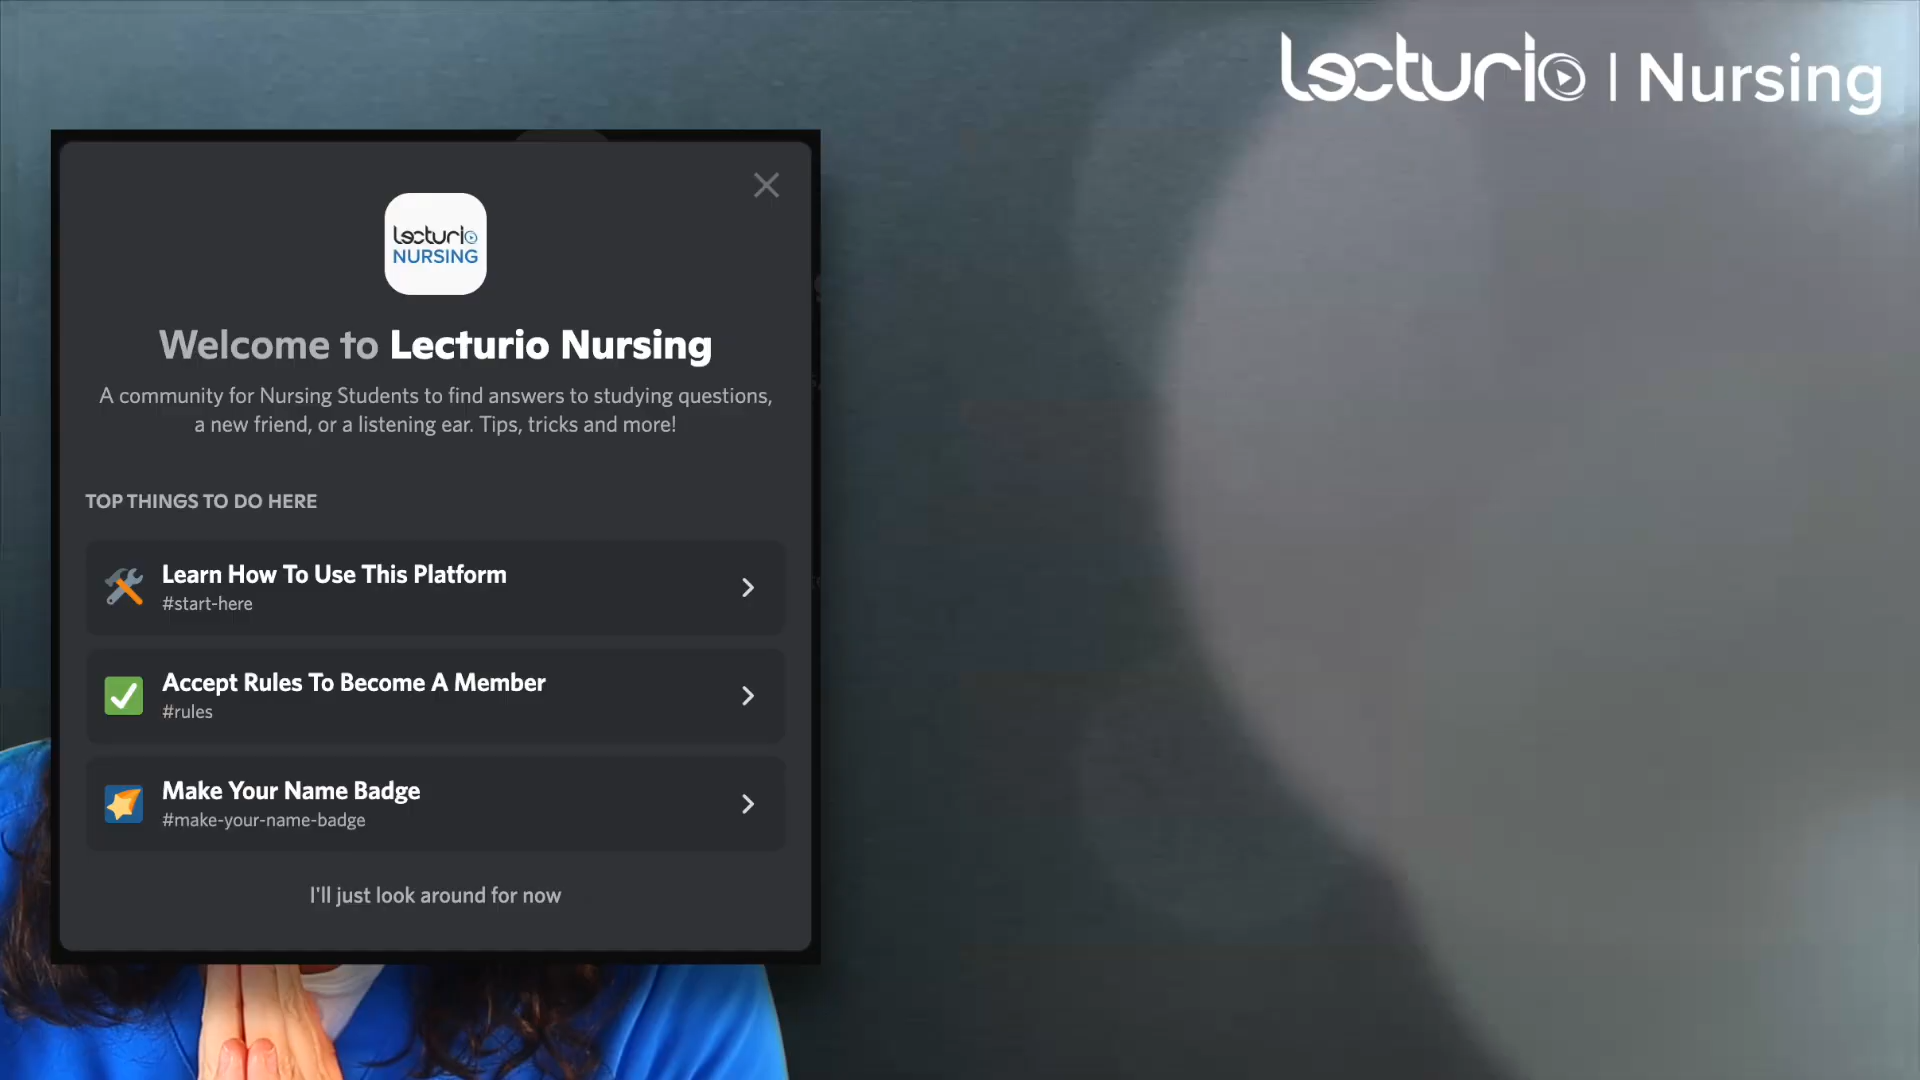 Lecturio | Nursing
Lecturio
NURSING
Welcome to Lecturio Nursing
A community for Nursing Students to find answers to studying questions,
a new friend, or a listening ear. Tips, tricks and more!
TOP THINGS TO DO HERE
Learn How To Use This Platform
#start-here
Accept Rules To Become A Member
#rules
Make Your Name Badge
#make-your-name-badge
I'll just look around for now